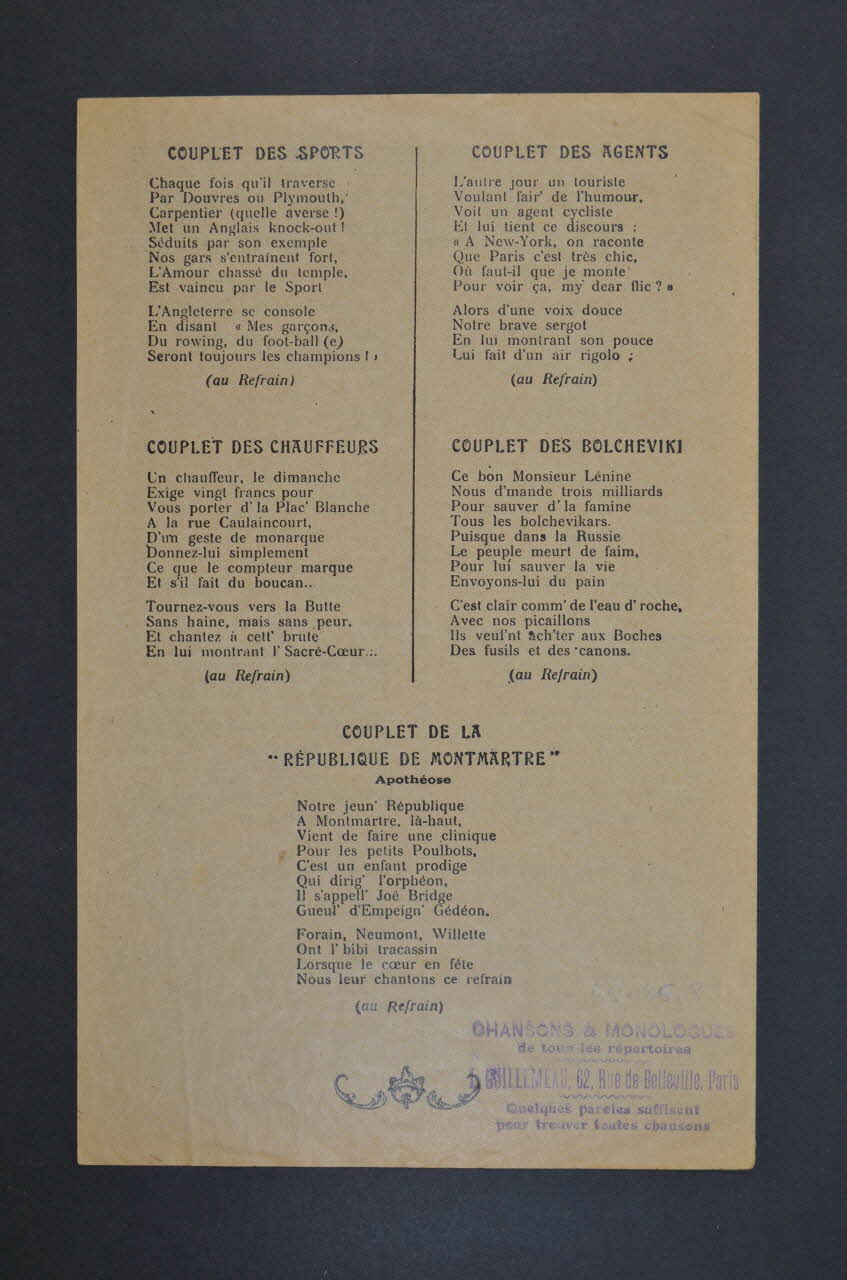 COUPLET DES SPORTS
Chaque fois qu'il traverse
Par Douvres ou Plymouth,
Carpentier (quelle averse !)
Met un Anglais knock-out !
Séduits par son exemple
Nos gars s'entraînent fort,
L'Amour chassé du temple,
Est vaincu par le Sport
L'Angleterre se console
En disant « Mes garçons,
Du rowing, du foot-ball (e)
Seront toujours les champions ! »
(au Refrain)
COUPLET DES AGENTS
L'autre jour un touriste
Voulant fair' de l'humour,
Voit un agent cycliste
Et lui tient ce discours :
« A New-York, on raconte
Que Paris c'est très chic,
Où faut-il que je monte
Pour voir ça, my dear flic ? »
Alors d'une voix douce
Notre brave sergot
En lui montrant son pouce
Lui fait d'un air rigolo ;
(au Refrain)
COUPLET DES CHAUFFEURS
Un chauffeur, le dimanche
Exige vingt francs pour
Vous porter d' la Plac' Blanche
A la rue Caulaincourt,
D'un geste de monarque
Donnez-lui simplement
Ce que le compteur marque
Et s'il fait du boucan..
Tournez-vous vers la Butte
Sans haine, mais sans peur,
Et chantez à cett' brute
En lui montrant l' Sacré-Cœur...
(au Refrain)
COUPLET DES BOLCHEVIKI
Ce bon Monsieur Lénine
Nous d'mande trois milliards
Pour sauver d' la famine
Tous les bolchevikars.
Puisque dans la Russie
Le peuple meurt de faim,
Pour lui sauver la vie
Envoyons-lui du pain
C'est clair comm' de l'eau d' roche,
Avec nos picaillons
Ils veul'nt ach'ter aux Boches
Des fusils et des canons.
(au Refrain)
COUPLET DE LA
"RÉPUBLIQUE DE MONTMARTRE"
Apothéose
Notre jeun' République
A Montmartre, là-haut,
Vient de faire une clinique
Pour les petits Poulbots,
C'est un enfant prodige
Qui dirig' l'orphéon,
Il s'appell' Joë Bridge
Gueul' d'Empeign' Gédéon.
Forain, Neumont, Willette
Ont l' bibi tracassin
Lorsque le cœur en fête
Nous leur chantons ce refrain
(au Refrain)
CHANSONS & MONOLOGUES
de tous les répertoires
GUILLEMEAU, 62, Rue de Belleville, Paris
Quelques paroles suffisent
pour trouver toutes chansons